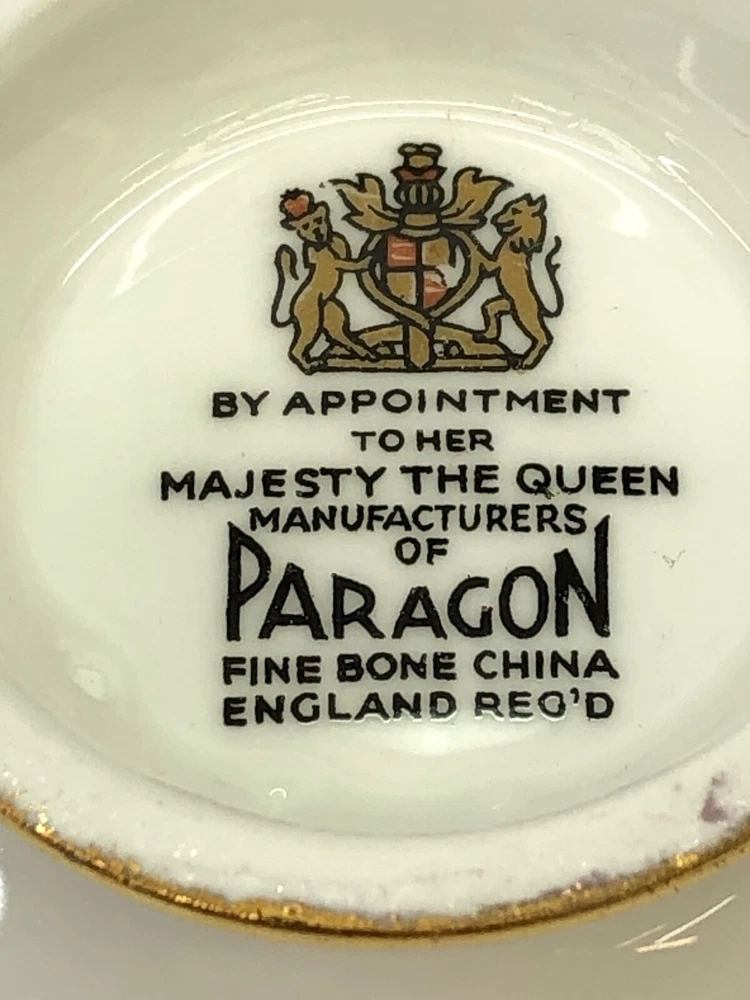 BY APPOINTMENT
TO HER
MAJESTY THE QUEEN
MANUFACTURERS
OF
PARAGON
FINE BONE CHINA
ENGLAND REG'D